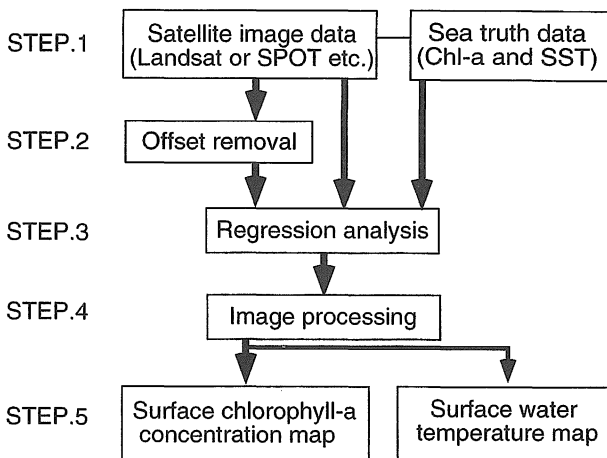 STEP.1
Satellite image data
(Landsat or SPOT etc.)
Sea truth data
(Chl-a and SST)
STEP.2
Offset removal
STEP.3
Regression analysis
STEP.4
Image processing
STEP.5
Surface chlorophyll-a
concentration map
Surface water
temperature map